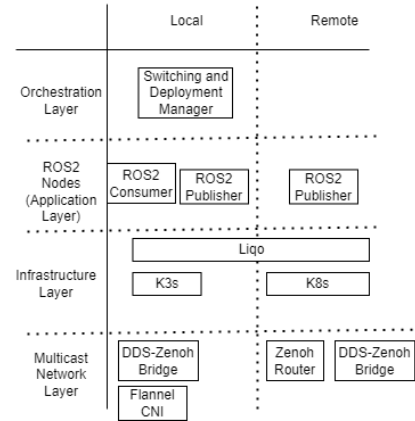 Local
Remote
Orchestration
Layer
Switching and
Deployment
Manager
ROS2
Nodes
(Application
Layer)
ROS2
Consumer
ROS2
Publisher
ROS2
Publisher
Infrastructure
Layer
Liqo
K3s
K8s
Multicast
Network
Layer
DDS-Zenoh
Bridge
Flannel
CNI
Zenoh
Router
DDS-Zenoh
Bridge